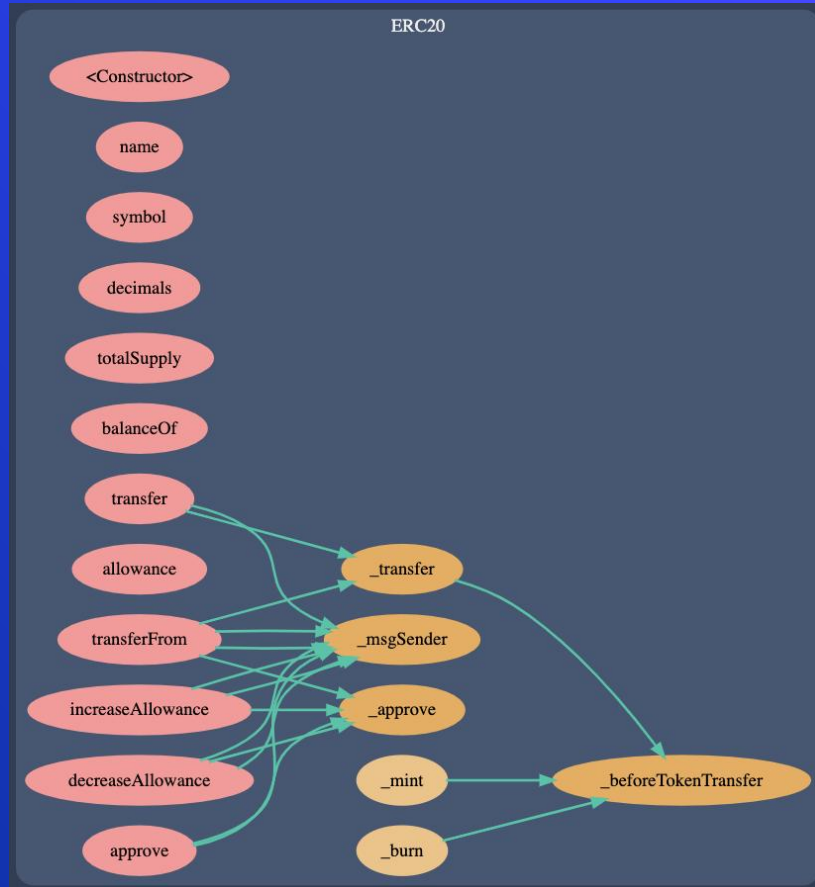 ERC20
<Constructor>
name
symbol
decimals
totalSupply
balanceOf
transfer
allowance
_transfer
transferFrom
_msgSender
increaseAllowance
_approve
decreaseAllowance
_mint
_beforeTokenTransfer
approve
_burn